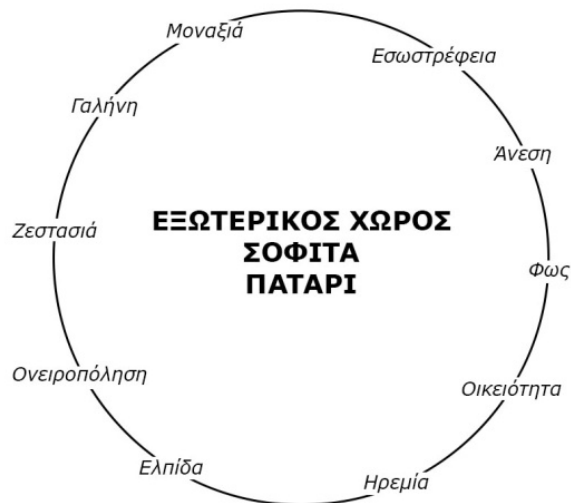 Μοναξιά
Εσωστρέφεια
Γαλήνη
Άνεση
Ζεστασιά
ΕΞΩΤΕΡΙΚΟΣ ΧΩΡΟΣ
ΣΟΦΙΤΑ
ΠΑΤΑΡΙ
Φως
Ονειροπόληση
Οικειότητα
Ελπίδα
Ηρεμία